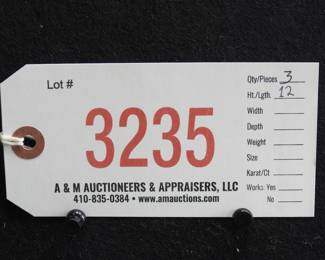 Lot #
3235
A & M AUCTIONEERS & APPRAISERS, LLC
410-835-0384 • www.amauctions.com
Qty/Pieces 3
Ht./Lgth. 12
Width
Depth
Weight
Size
Karat/Ct
Works: Yes
No